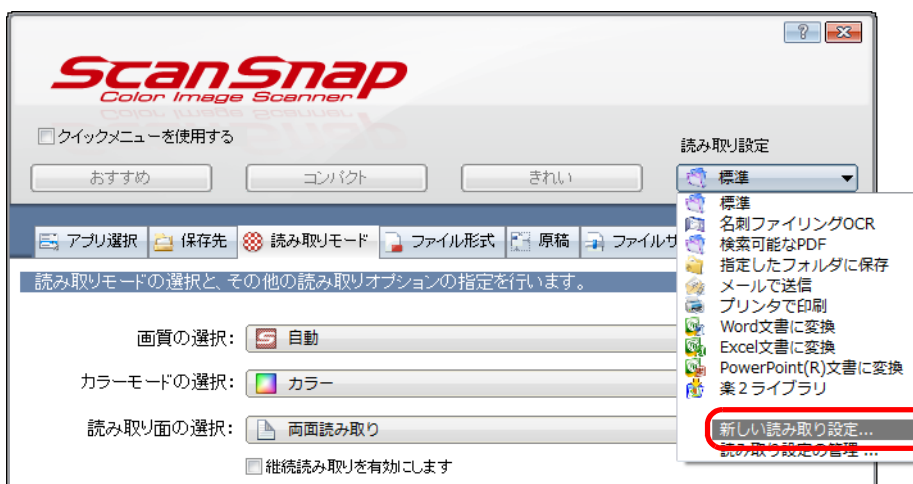 ScanSnap
Color Image Scanner
クイックメニューを使用する
読み取り設定
おすすめ
コンパクト
きれい
標準
アプリ選択
保存先
読み取りモード
ファイル形式
原稿
ファイルサ
読み取りモードの選択と、その他の読み取りオプションの指定を行います。
画質の選択:
自動
カラーモードの選択:
カラー
読み取り面の選択:
両面読み取り
継続読み取りを有効にします
標準
名刺ファイリングOCR
検索可能なPDF
指定したフォルダに保存
メールで送信
プリンタで印刷
Word文書に変換
Excel文書に変換
PowerPoint(R)文書に変換
楽2ライブラリ
新しい読み取り設定...
読み取り設定の管理 ...